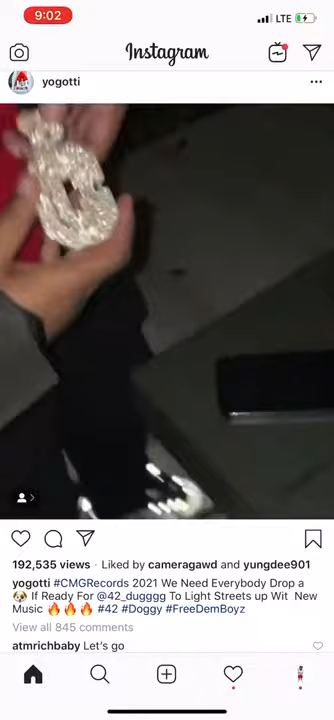 9:02
LTE
Instagram
yogotti
192,535 views · Liked by cameragawd and yungdee901
yogotti #CMGRecords 2021 We Need Everybody Drop a
🐶 If Ready For @42_dugggg To Light Streets up Wit New
Music 🔥🔥🔥 #42 #Doggy #FreeDemBoyz
View all 845 comments
atmrichbaby Let's go